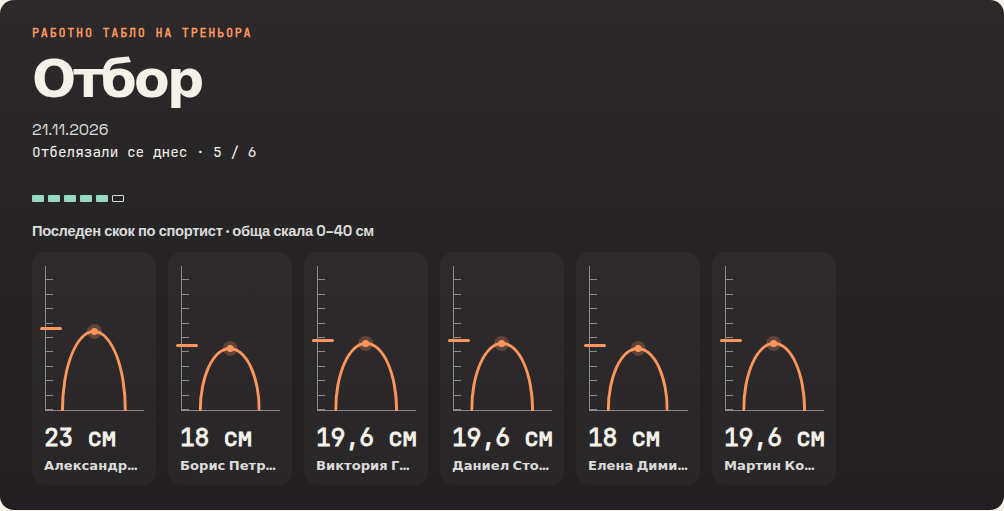 РАБОТНО ТАБЛО НА ТРЕНЬОРА
Отбор
21.11.2026
Отбелязали се днес · 5 / 6
Последен скок по спортист · обща скала 0–40 см
23 см
Александр…
18 см
Борис Петр…
19,6 см
Виктория Г…
19,6 см
Даниел Сто…
18 см
Елена Дими…
19,6 см
Мартин Ко…